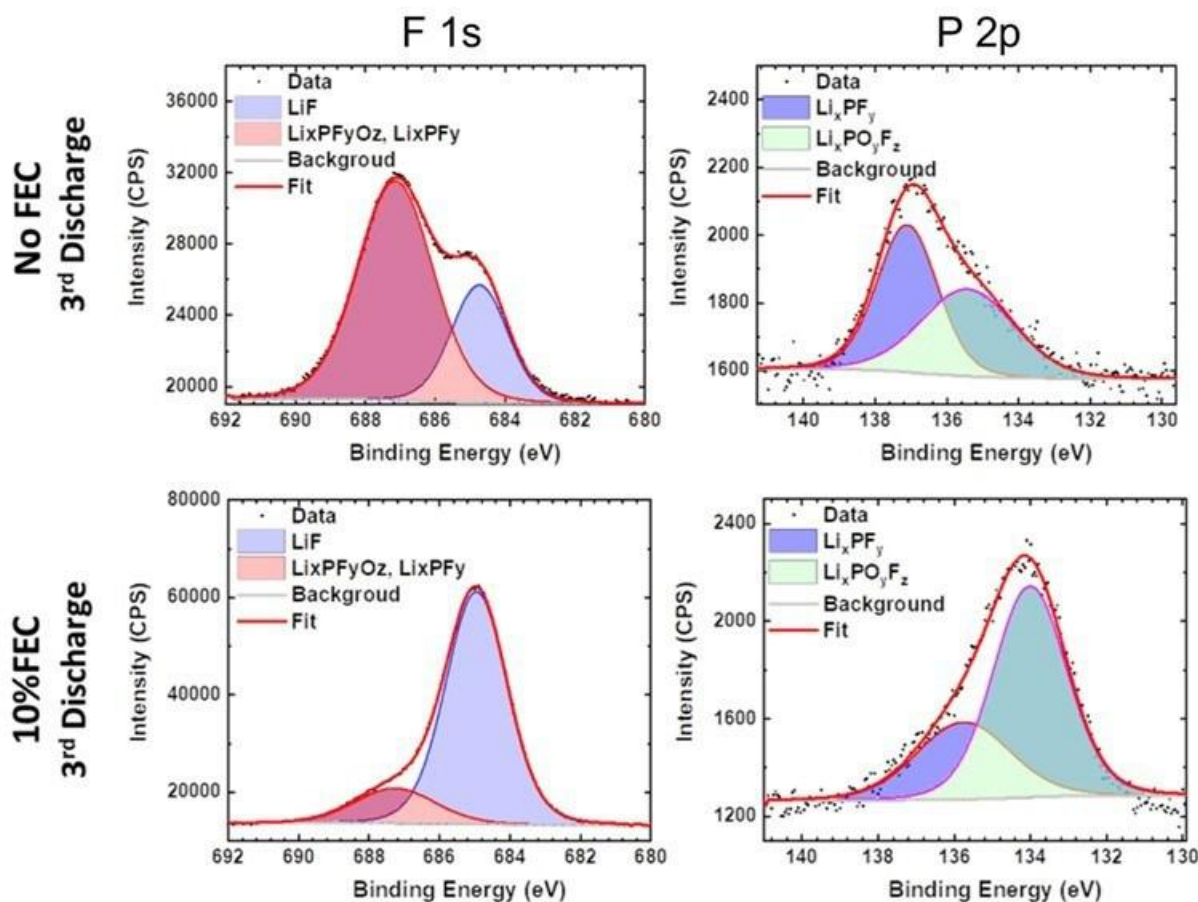 F 1s
P 2p
No FEC
3rd Discharge
Intensity (CPS)
36000
32000
28000
24000
20000
Data
LiF
LixPFyOz, LixPFy
Backgroud
Fit
692 690 688 686 684 682 680
Binding Energy (eV)
Intensity (CPS)
2400
2200
2000
1800
1600
Data
LixPFy
LixPOyFz
Background
Fit
140 138 136 134 132 130
Binding Energy (eV)
10%FEC
3rd Discharge
Intensity (CPS)
80000
60000
40000
20000
Data
LiF
LixPFyOz, LixPFy
Backgroud
Fit
692 690 688 686 684 682 680
Binding Energy (eV)
Intensity (CPS)
2400
2000
1600
1200
Data
LixPFy
LixPOyFz
Background
Fit
140 138 136 134 132 130
Binding Energy (eV)